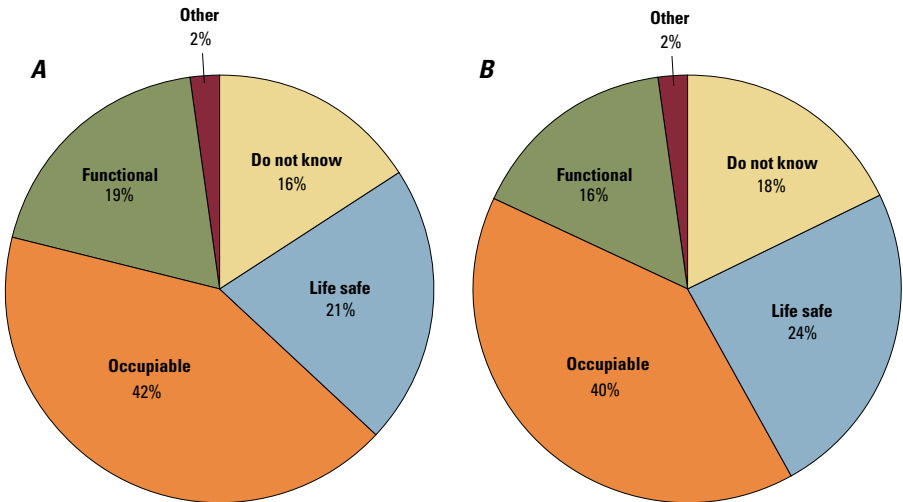 A
Other
2%
Do not know
16%
Life safe
21%
Occupiable
42%
Functional
19%
B
Other
2%
Do not know
18%
Life safe
24%
Occupiable
40%
Functional
16%